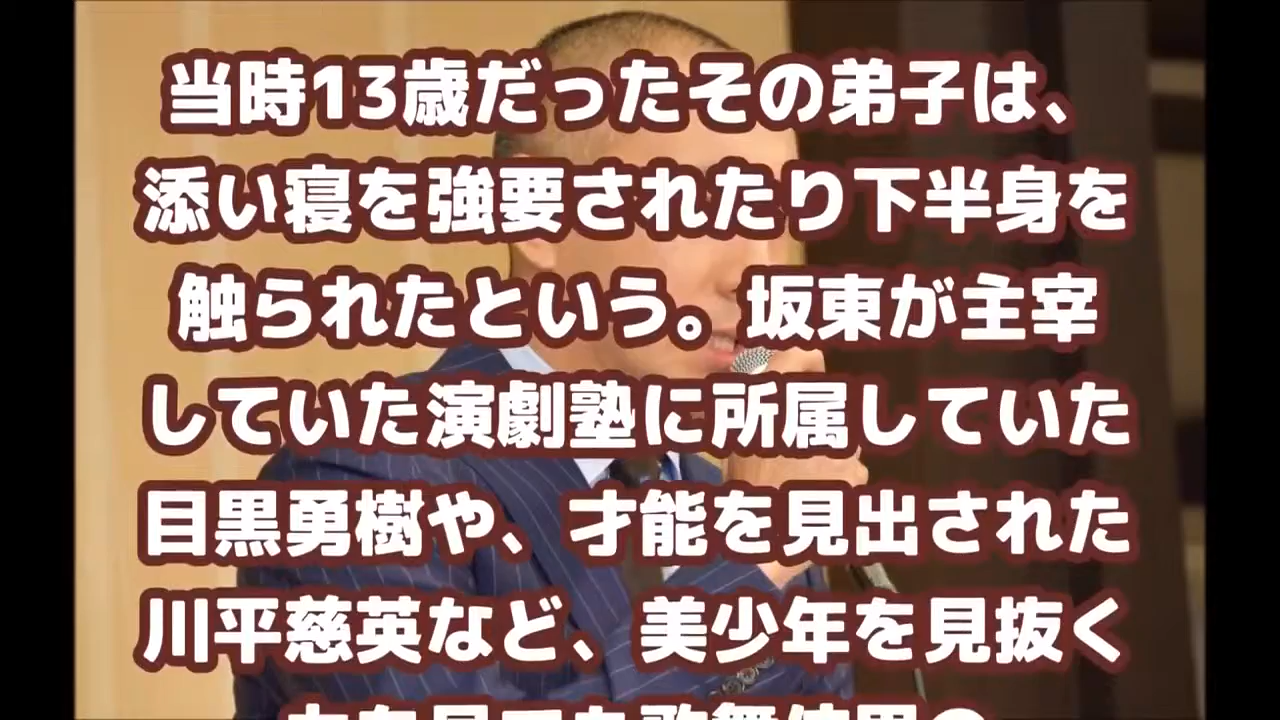 当時13歳だったその弟子は、
添い寝を強要されたり下半身を
触られたという。坂東が主宰
していた演劇塾に所属していた
目黒勇樹や、才能を見出された
川平慈英など、美少年を見抜く